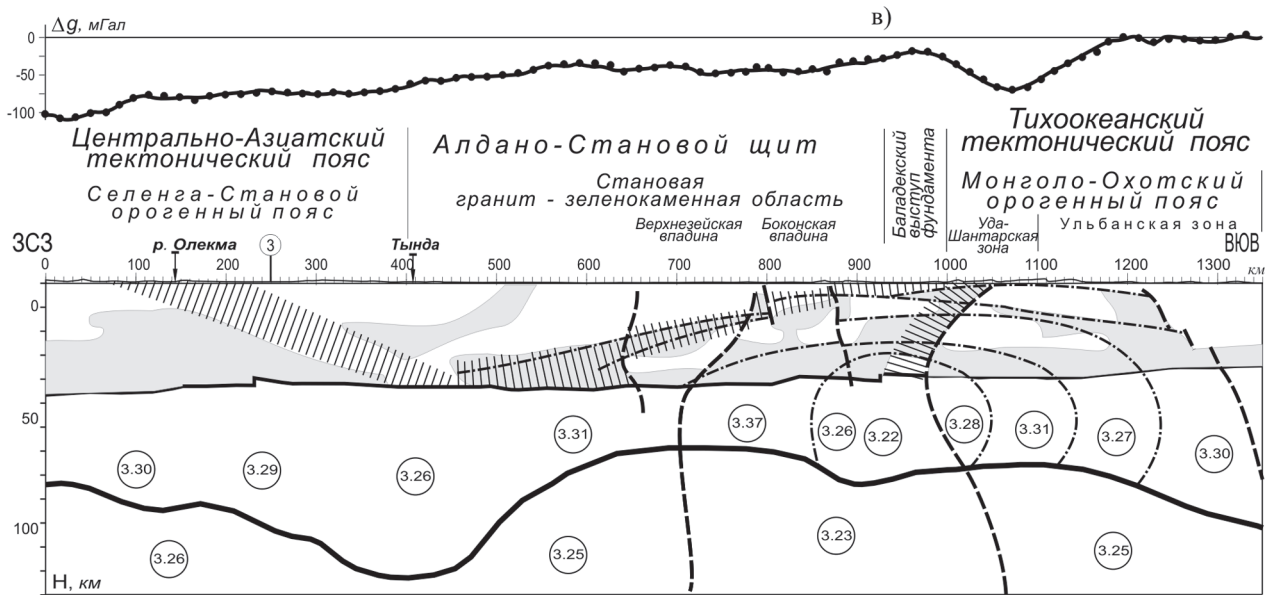 Δg, мГал
в)
0
-50
-100
Центрально-Азиатский
тектонический пояс
Селенга-Становой
орогенный пояс
Алдано-Становой щит
Становая
гранит - зеленокаменная область
Верхнезейская
впадина
Боконская
впадина
Баладекский
выступ
фундамента
Тихоокеанский
тектонический пояс
Монголо-Охотский
орогенный пояс
Уда-
Шантарская
зона
Ульбанская зона
ЗСЗ
р. Олекма
3
Тында
ВЮВ
0 100 200 300 400 500 600 700 800 900 1000 1100 1200 1300 км
0
50
100
3.31 3.37 3.26 3.22 3.28 3.31 3.27 3.30
3.30 3.29 3.26
3.26 3.25 3.23 3.25
Н, км